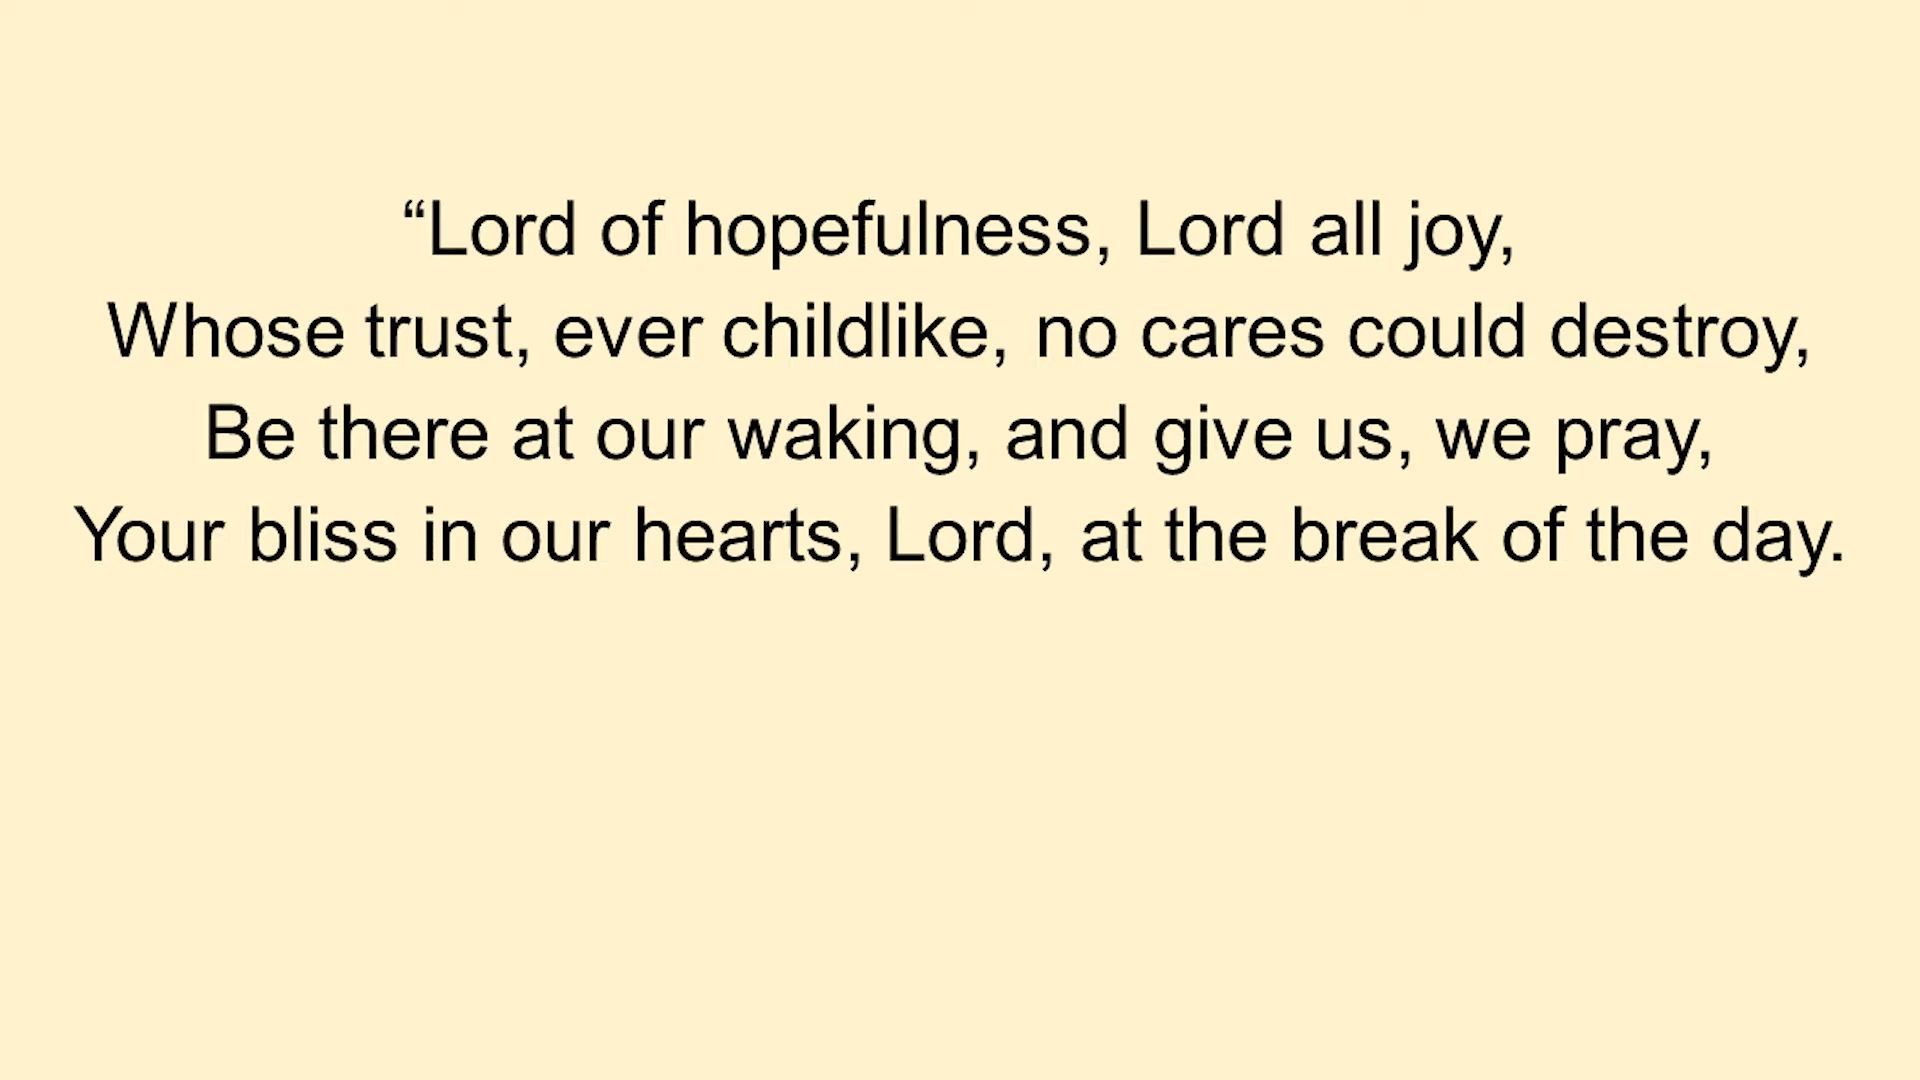 “Lord of hopefulness, Lord all joy,
Whose trust, ever childlike, no cares could destroy,
Be there at our waking, and give us, we pray,
Your bliss in our hearts, Lord, at the break of the day.